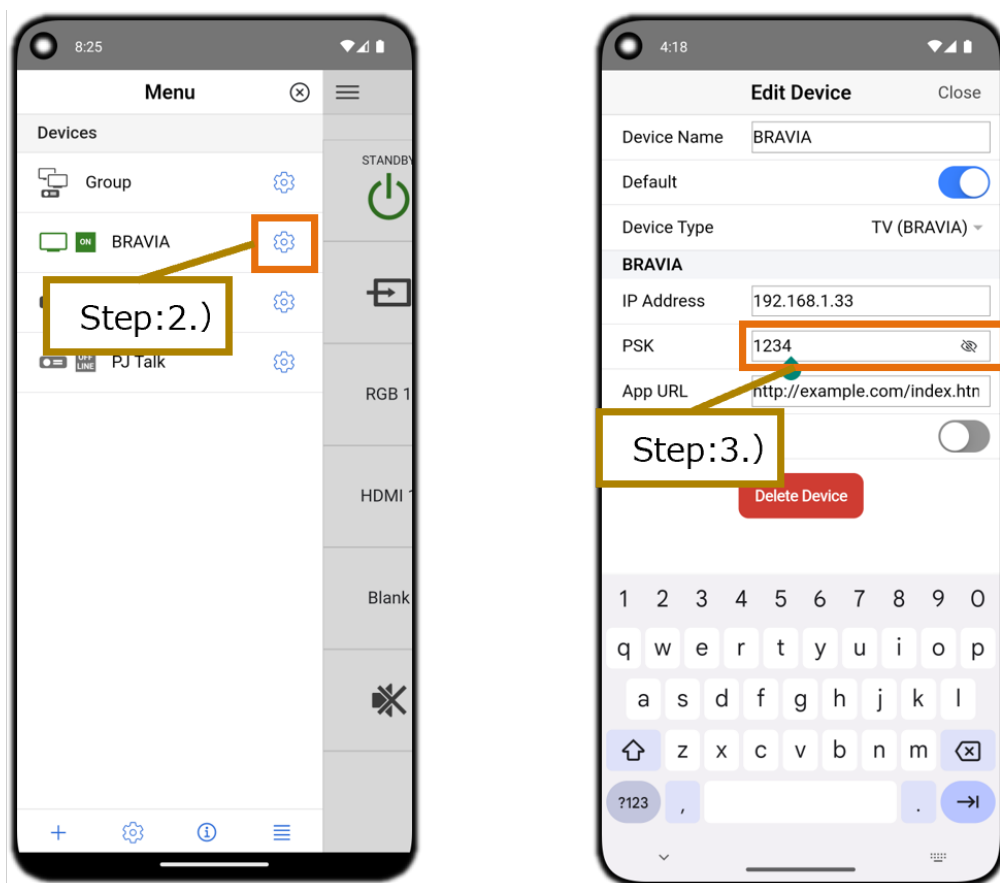 8:25
Menu
Devices
Group
ON
BRAVIA
Step:2.)
OFF
LINE
PJ Talk
STANDBY
RGB 1
HDMI 1
Blank
4:18
Edit Device
Close
Device Name
BRAVIA
Default
Device Type
TV (BRAVIA)
BRAVIA
IP Address
192.168.1.33
PSK
1234
App URL
http://example.com/index.htn
Step:3.)
Delete Device
1 2 3 4 5 6 7 8 9 0
q w e r t y u i o p
a s d f g h j k l
z x c v b n m
?123 , .